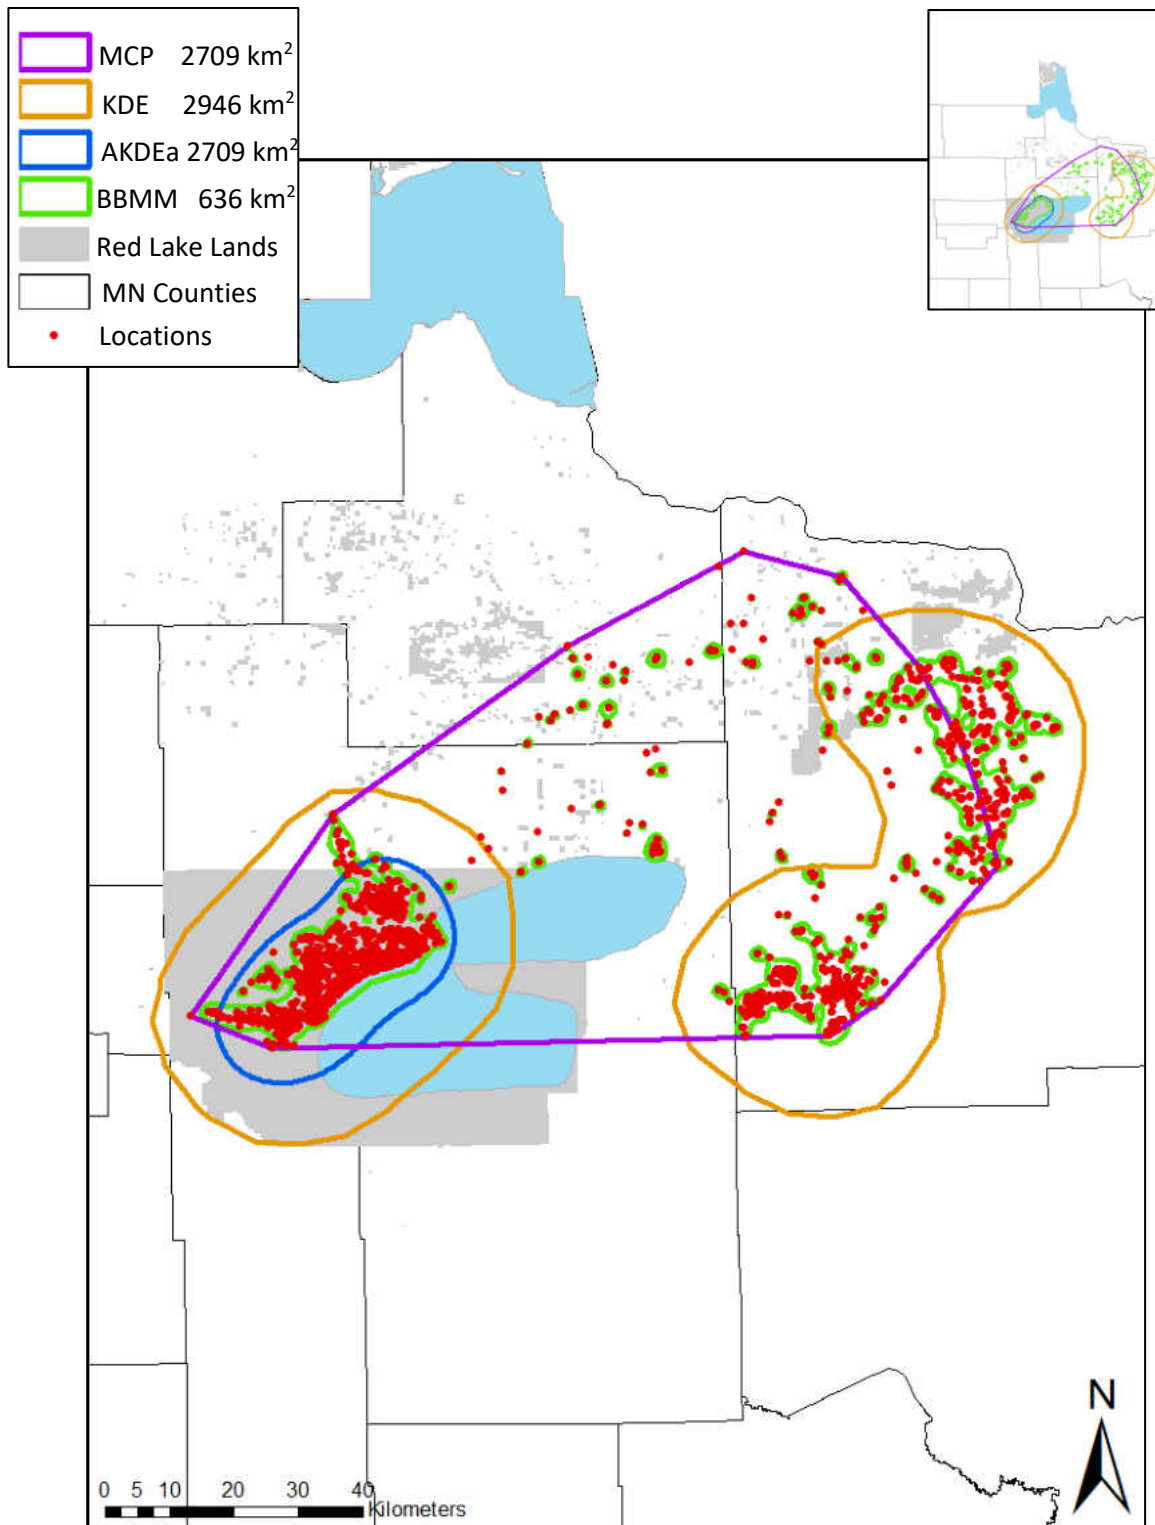 MCP 2709 km²
KDE 2946 km²
AKDEa 2709 km²
BBMM 636 km²
Red Lake Lands
MN Counties
Locations
N
0 5 10 20 30 40
Kilometers